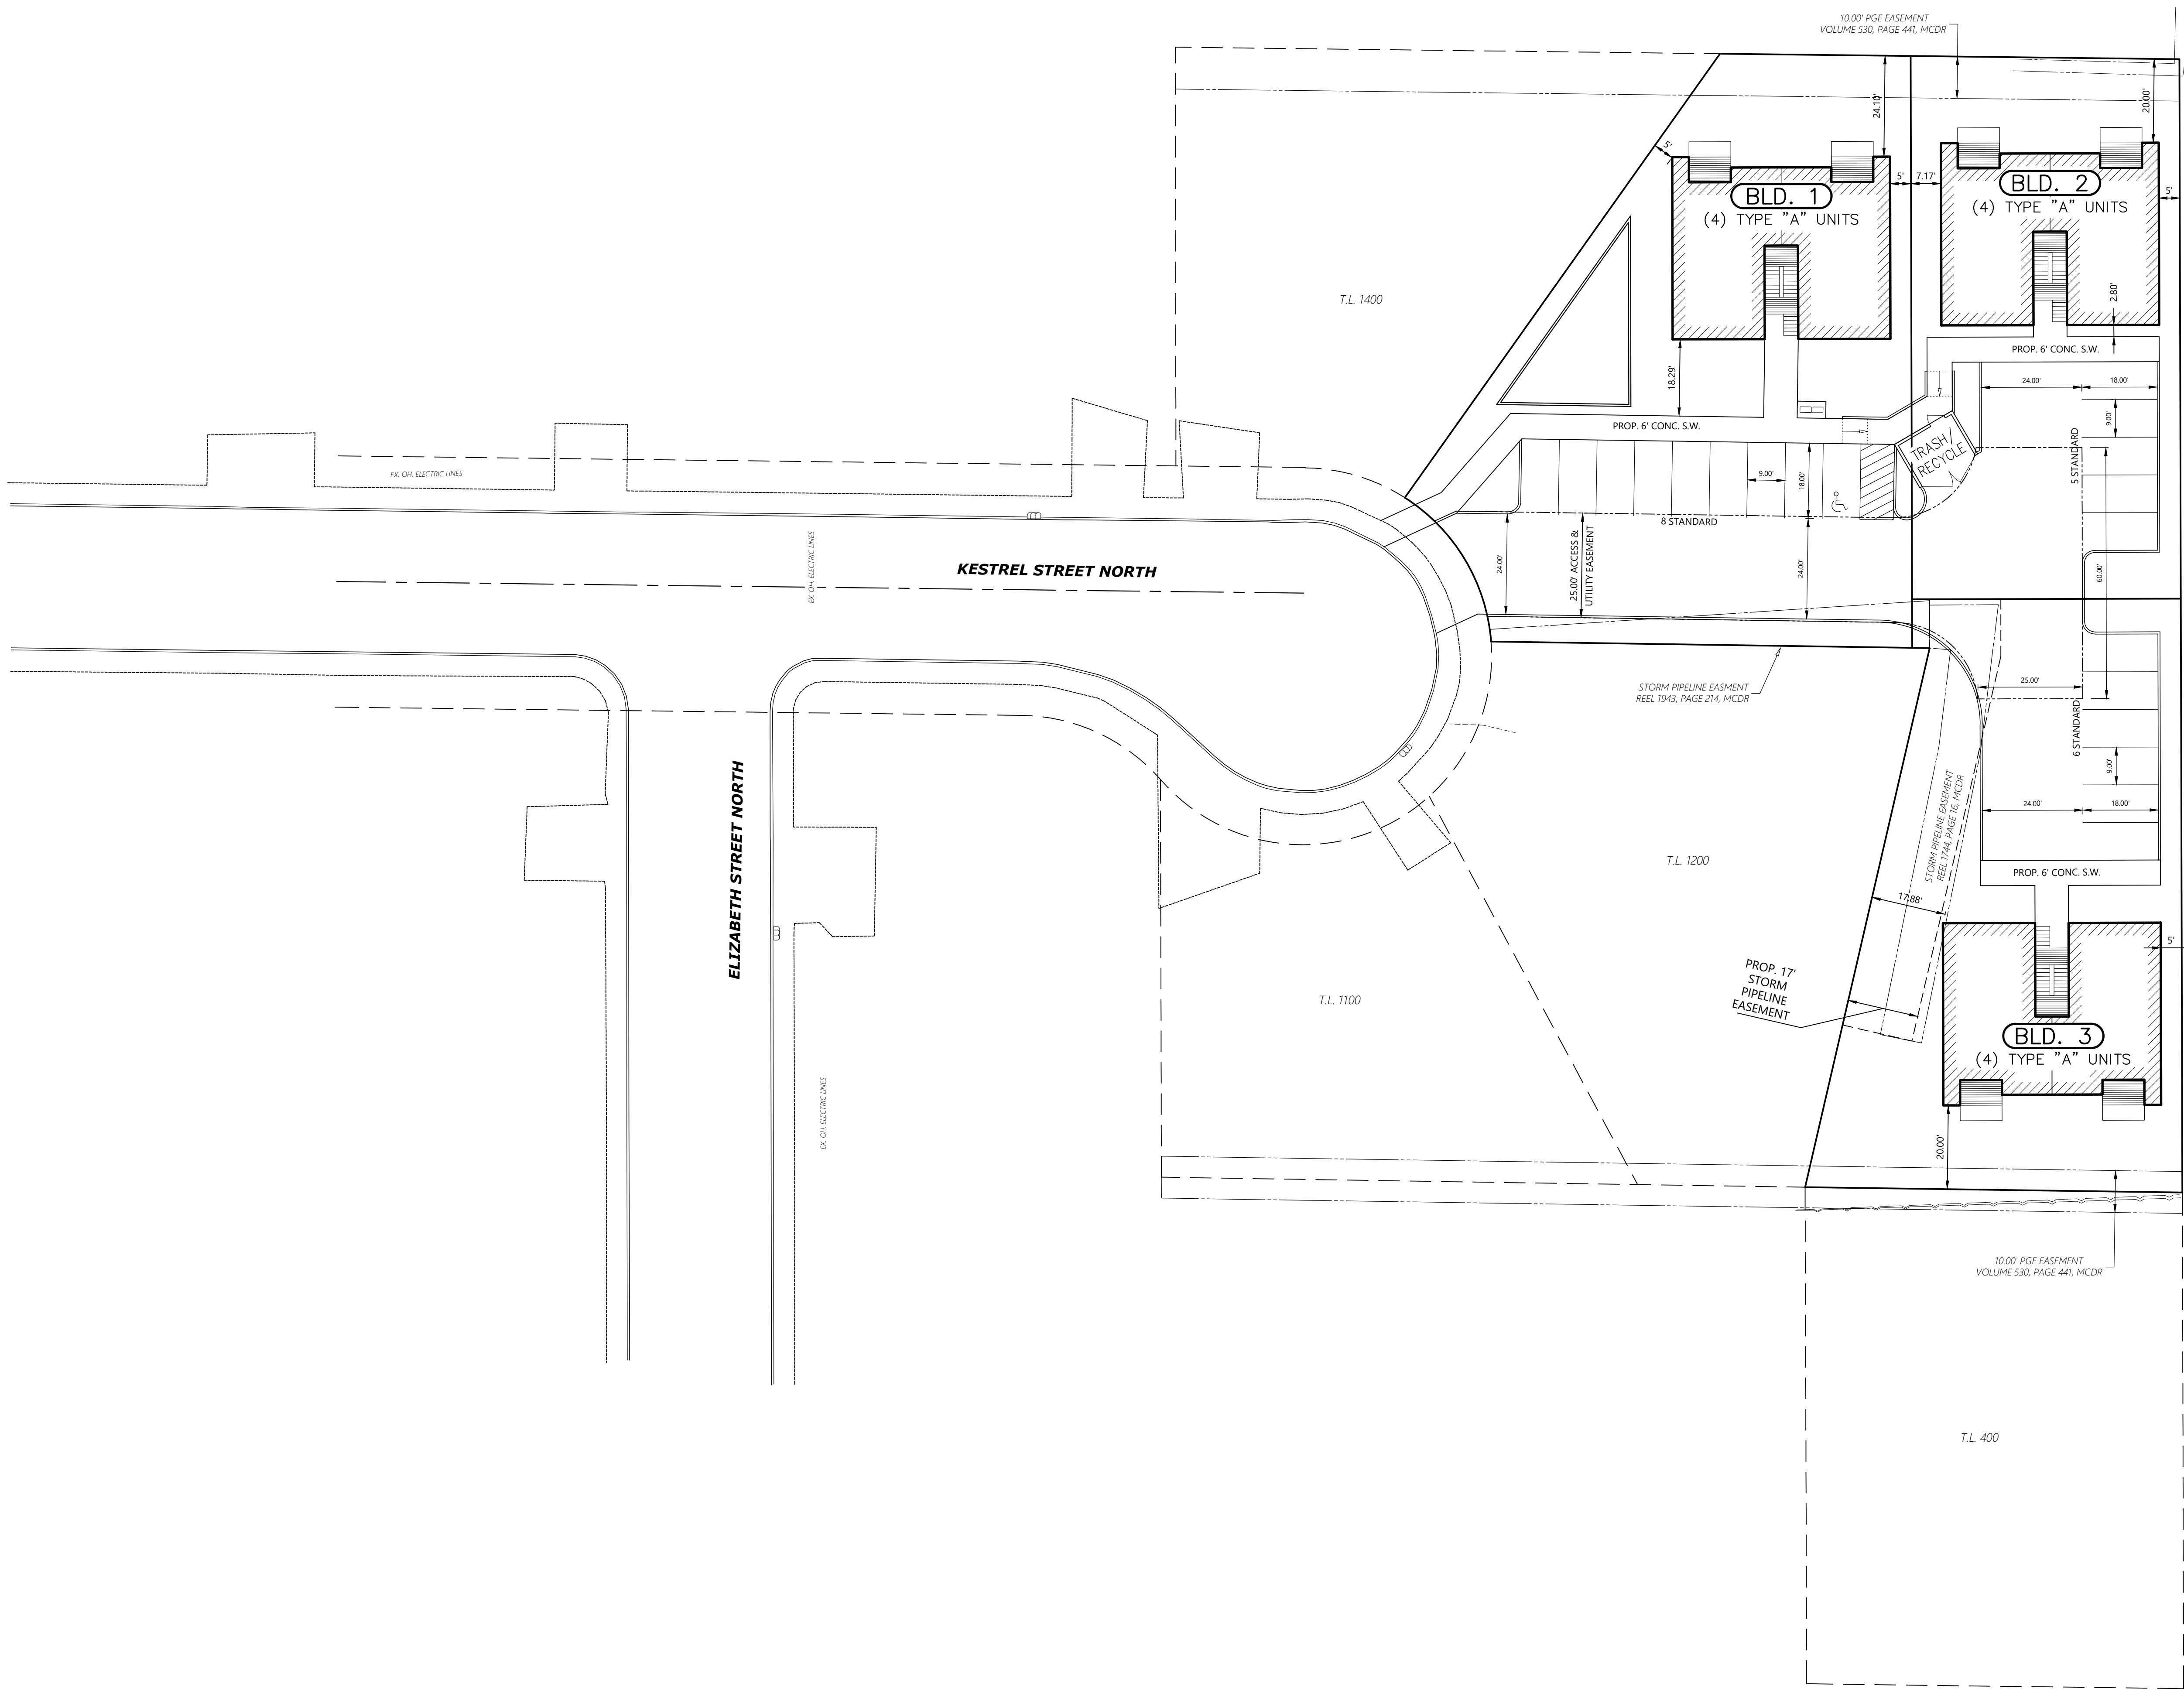 10.00' PGE EASEMENT
VOLUME 530, PAGE 441, MCDR
24.10'
20.00'
5'
BLD. 1
(4) TYPE "A" UNITS
5'
7.17'
BLD. 2
(4) TYPE "A" UNITS
5'
T.L. 1400
2.80'
PROP. 6' CONC. S.W.
18.29'
24.00'
18.00'
9.00'
PROP. 6' CONC. S.W.
TRASH/
RECYCLE
5 STANDARD
9.00'
18.00'
8 STANDARD
EX. OH. ELECTRIC LINES
EX. OH. ELECTRIC LINES
KESTREL STREET NORTH
24.00'
25.00' ACCESS &
UTILITY EASEMENT
24.00'
60.00'
STORM PIPELINE EASMENT
REEL 1943, PAGE 214, MCDR
25.00'
6 STANDARD
9.00'
24.00'
18.00'
STORM PIPELINE EASEMENT
REEL 1744, PAGE 16, MCDR
ELIZABETH STREET NORTH
T.L. 1200
PROP. 6' CONC. S.W.
17.88'
5'
PROP. 17'
STORM
PIPELINE
EASEMENT
T.L. 1100
BLD. 3
(4) TYPE "A" UNITS
EX. OH. ELECTRIC LINES
20.00'
10.00' PGE EASEMENT
VOLUME 530, PAGE 441, MCDR
T.L. 400